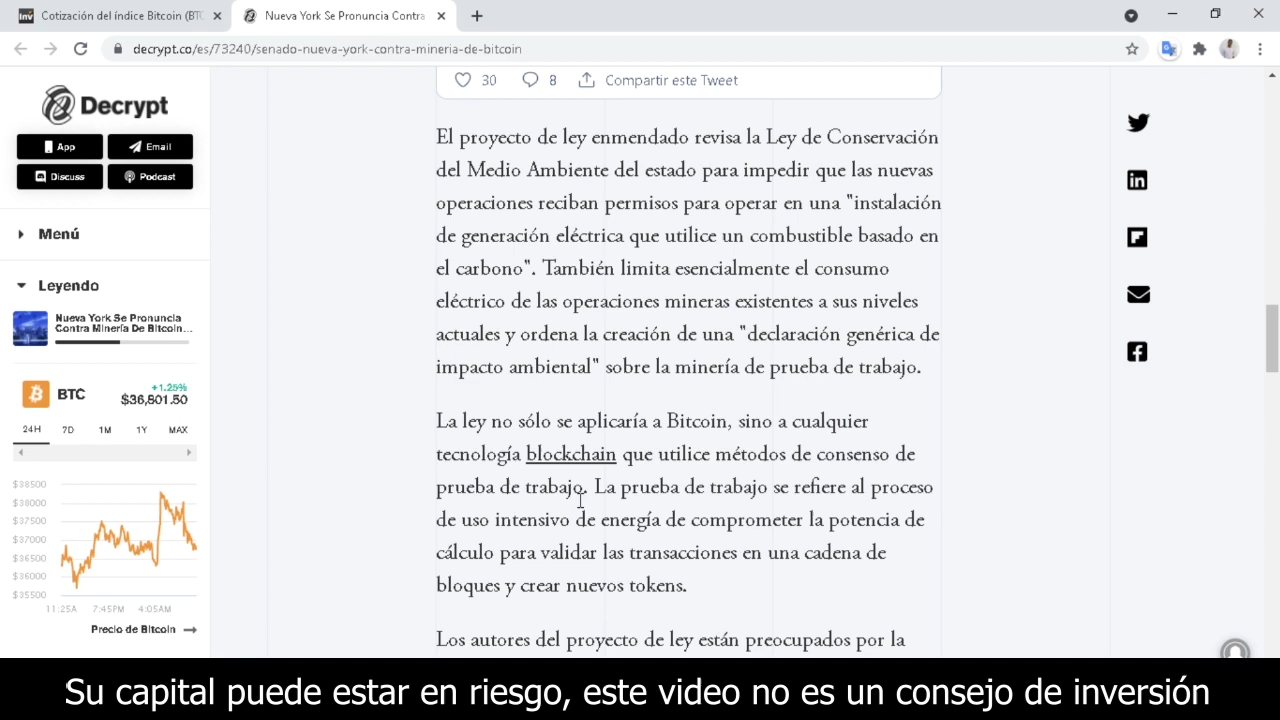 Cotización del índice Bitcoin (BTC
Nueva York Se Pronuncia Contra
decrypt.co/es/73240/senado-nueva-york-contra-mineria-de-bitcoin
Decrypt
App
Email
Discuss
Podcast
Menú
Leyendo
Nueva York Se Pronuncia
Contra Minería De Bitcoin...
BTC
+1.25%
$36,801.50
24H 7D 1M 1Y MAX
$38500
$38000
$37500
$37000
$36500
$36000
$35500
11:25A 7:45PM 4:05AM
Precio de Bitcoin
30 8 Compartir este Tweet
El proyecto de ley enmendado revisa la Ley de Conservación
del Medio Ambiente del estado para impedir que las nuevas
operaciones reciban permisos para operar en una "instalación
de generación eléctrica que utilice un combustible basado en
el carbono". También limita esencialmente el consumo
eléctrico de las operaciones mineras existentes a sus niveles
actuales y ordena la creación de una "declaración genérica de
impacto ambiental" sobre la minería de prueba de trabajo.
La ley no sólo se aplicaría a Bitcoin, sino a cualquier
tecnología blockchain que utilice métodos de consenso de
prueba de trabajo. La prueba de trabajo se refiere al proceso
de uso intensivo de energía de comprometer la potencia de
cálculo para validar las transacciones en una cadena de
bloques y crear nuevos tokens.
Los autores del proyecto de ley están preocupados por la
Su capital puede estar en riesgo, este video no es un consejo de inversión